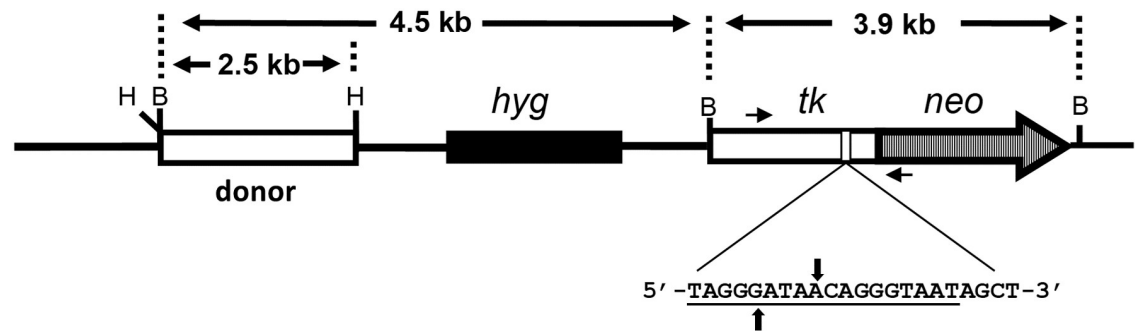 4.5 kb
3.9 kb
2.5 kb
H B H hyg B tk neo B
donor
5’-TAGGGATAACAGGGTAATAGCT-3’